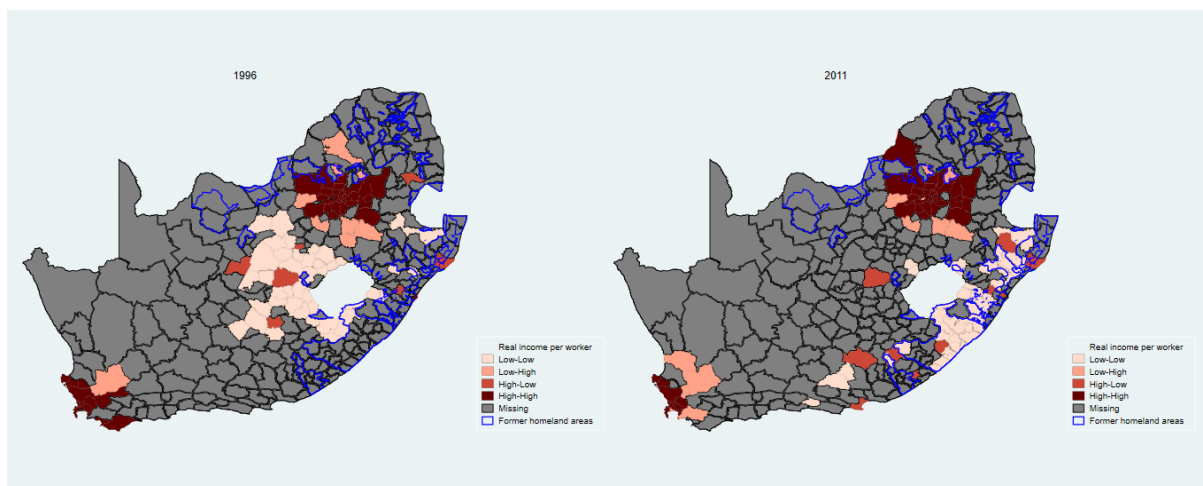 1996
Real income per worker
Low-Low
Low-High
High-Low
High-High
Missing
Former homeland areas
2011
Real income per worker
Low-Low
Low-High
High-Low
High-High
Missing
Former homeland areas